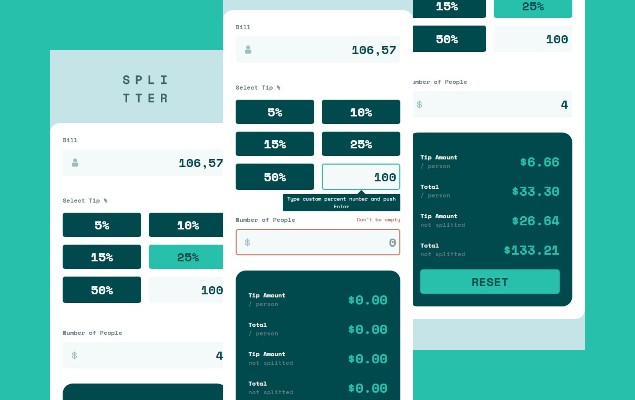 SPLI
TTER
Bill
106,57
Select Tip %
5% 10%
15% 25%
50% 100
Number of People
$ 4
Bill
106,57
Select Tip %
5% 10%
15% 25%
50% 100
Type custom percent number and push
Enter
Number of People Don't be empty
$ 0
Tip Amount
/ person $0.00
Total
/ person $0.00
Tip Amount
not splitted $0.00
Total
not splitted $0.00
15% 25%
50% 100
umber of People
$ 4
Tip Amount
/ person $6.66
Total
/ person $33.30
Tip Amount
not splitted $26.64
Total
not splitted $133.21
RESET